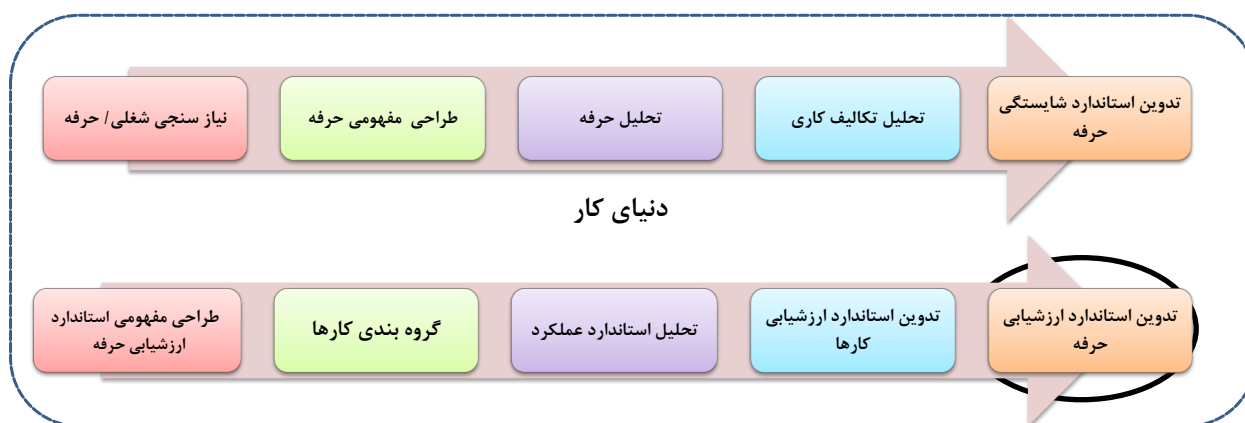 نیاز سنجی شغلی/ حرفه
طراحی مفهومی حرفه
تحلیل حرفه
تحلیل تکالیف کاری
تدوین استاندارد شایستگی
حرفه
دنیای کار
طراحی مفهومی استاندارد
ارزشیابی حرفه
گروه بندی کارها
تحلیل استاندارد عملکرد
تدوین استاندارد ارزشیابی
کارها
تدوین استاندارد ارزشیابی
حرفه